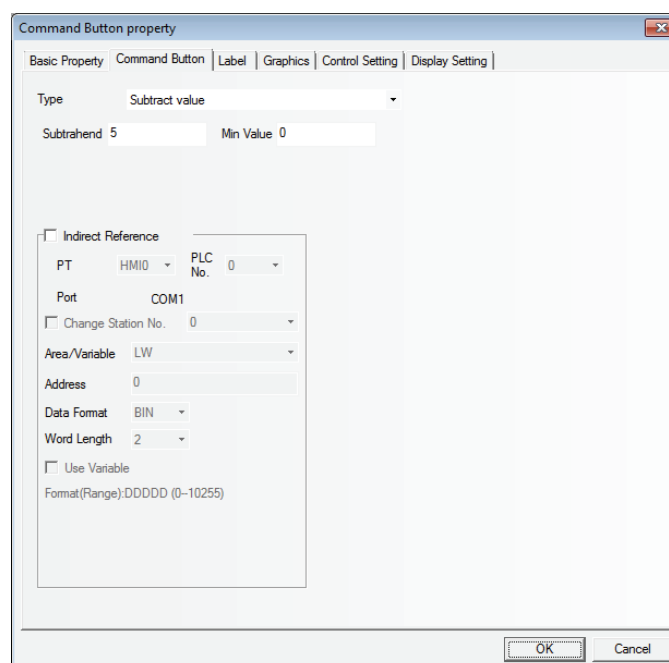 Command Button property
Basic Property Command Button Label Graphics Control Setting Display Setting
Type Subtract value
Subtrahend 5 Min Value 0
Indirect Reference
PT HMI0 PLC No. 0
Port COM1
Change Station No. 0
Area/Variable LW
Address 0
Data Format BIN
Word Length 2
Use Variable
Format(Range):DDDDD (0--10255)
OK Cancel